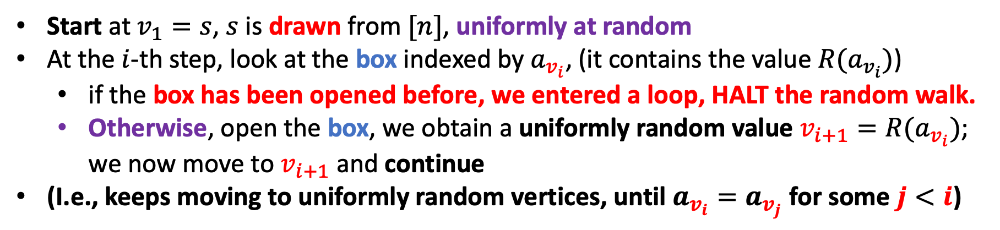 • Start at v₁ = s, s is drawn from [n], uniformly at random
• At the i-th step, look at the box indexed by a_{v_i}, (it contains the value R(a_{v_i}))
• if the box has been opened before, we entered a loop, HALT the random walk.
• Otherwise, open the box, we obtain a uniformly random value v_{i+1} = R(a_{v_i});
we now move to v_{i+1} and continue
• (I.e., keeps moving to uniformly random vertices, until a_{v_i} = a_{v_j} for some j < i)